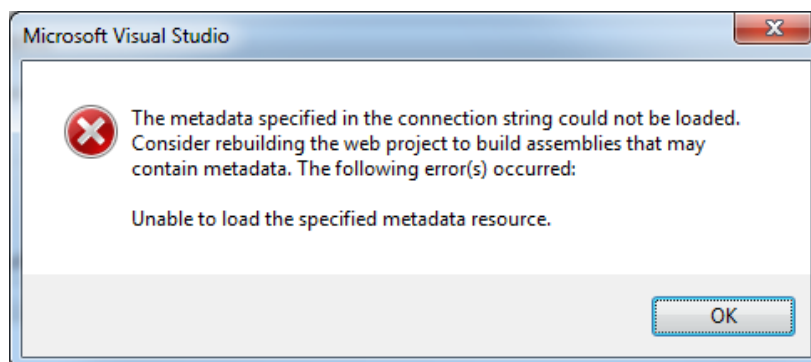 Microsoft Visual Studio
The metadata specified in the connection string could not be loaded.
Consider rebuilding the web project to build assemblies that may
contain metadata. The following error(s) occurred:
Unable to load the specified metadata resource.
OK